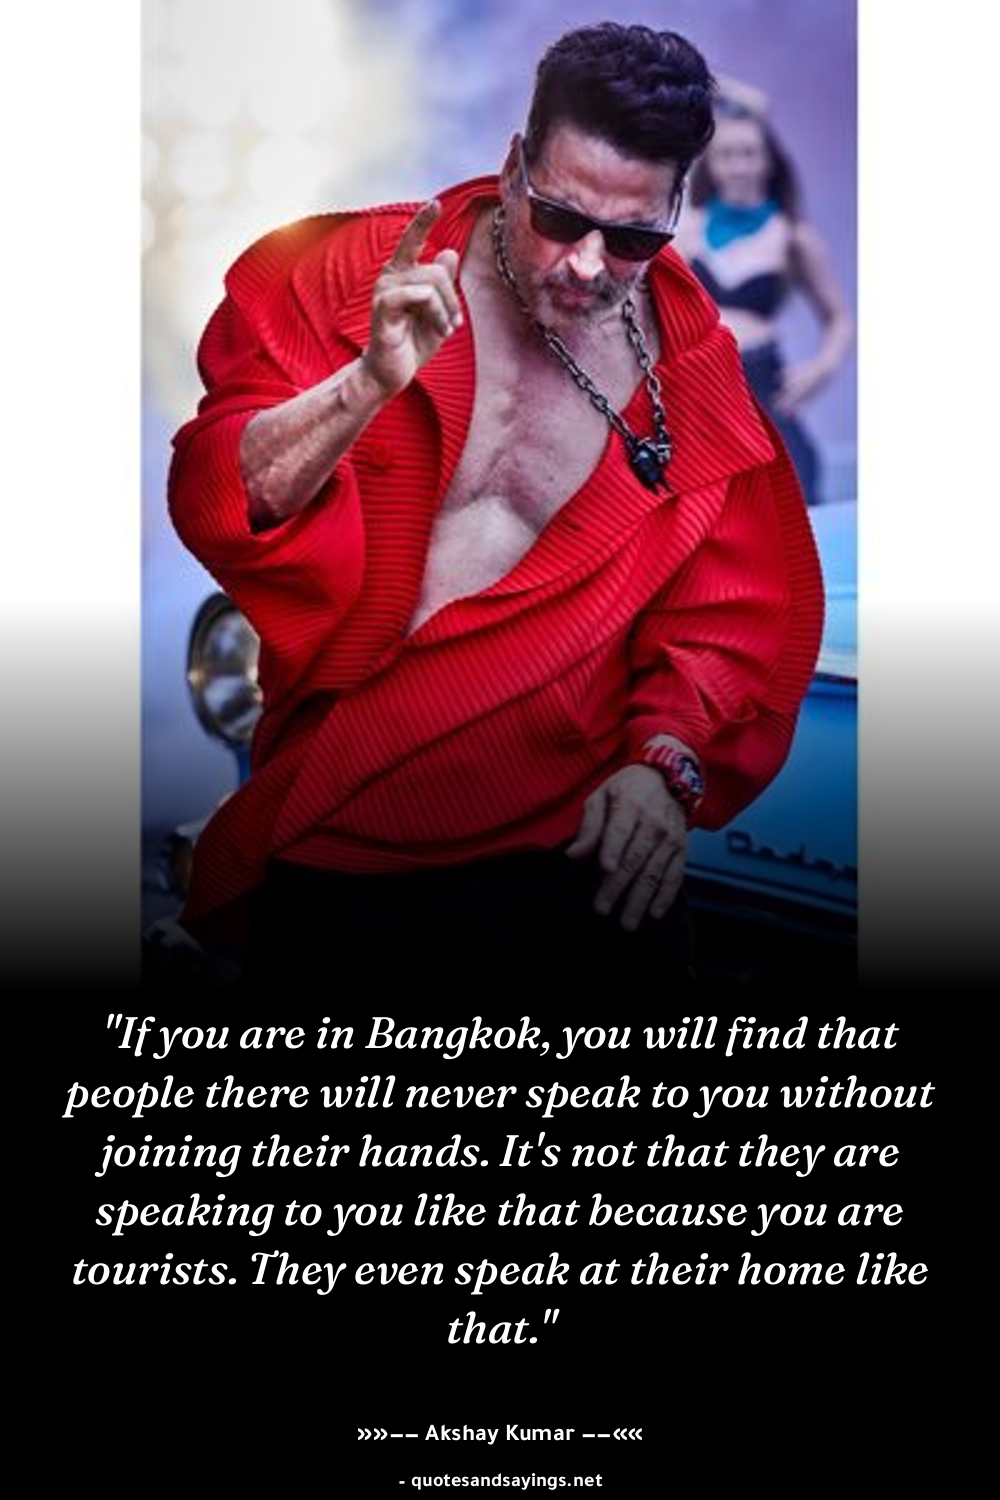 "If you are in Bangkok, you will find that
people there will never speak to you without
joining their hands. It's not that they are
speaking to you like that because you are
tourists. They even speak at their home like
that."
»»−− Akshay Kumar −−««
- quotesandsayings.net